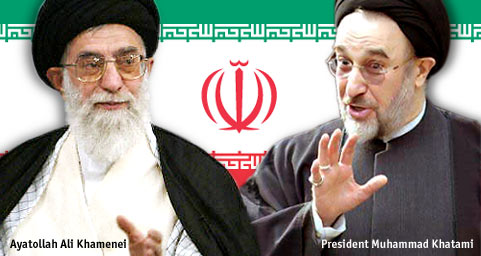 Ayatollah Ali Khamenei
President Muhammad Khatami